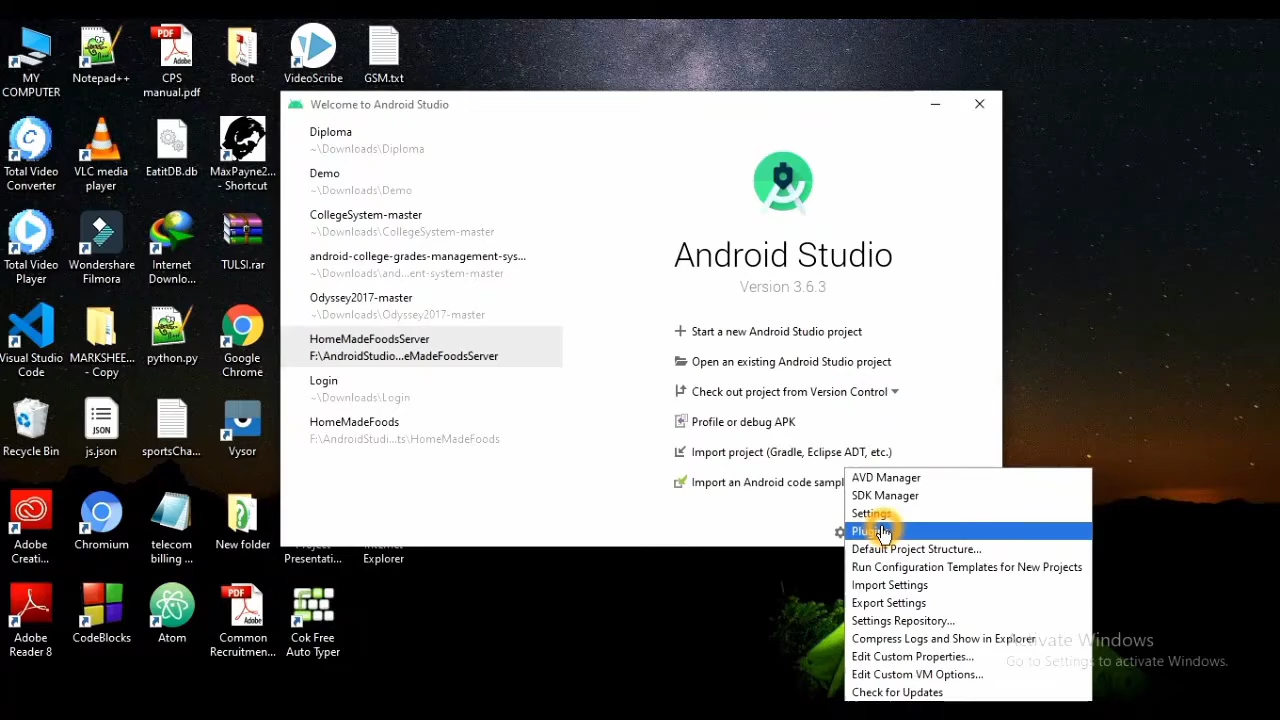 MY
COMPUTER
Notepad++
CPS
manual.pdf
Boot
VideoScribe
GSM.txt
Total Video
Converter
VLC media
player
EatitDB.db
MaxPayne2...
- Shortcut
Total Video
Player
Wondershare
Filmora
Internet
Downlo...
TULSI.rar
Visual Studio
Code
MARKSHEE...
- Copy
python.py
Google
Chrome
Recycle Bin
JSON
js.json
sportsCha...
Vysor
Adobe
Creati...
Chromium
telecom
billing ...
New folder
Presentati...
Internet
Explorer
Adobe
Reader 8
CodeBlocks
Atom
PDF
Common
Recruitmen...
Cok Free
Auto Typer
Welcome to Android Studio
Diploma
~\Downloads\Diploma
Demo
~\Downloads\Demo
CollegeSystem-master
~\Downloads\CollegeSystem-master
android-college-grades-management-sys...
~\Downloads\and...ent-system-master
Odyssey2017-master
~\Downloads\Odyssey2017-master
HomeMadeFoodsServer
F:\AndroidStudio...eMadeFoodsServer
Login
~\Downloads\Login
HomeMadeFoods
F:\AndroidStudi...ts\HomeMadeFoods
Android Studio
Version 3.6.3
Start a new Android Studio project
Open an existing Android Studio project
Check out project from Version Control
Profile or debug APK
Import project (Gradle, Eclipse ADT, etc.)
Import an Android code sampl
AVD Manager
SDK Manager
Settings
Default Project Structure...
Run Configuration Templates for New Projects
Import Settings
Export Settings
Settings Repository...
Compress Logs and Show in Explorer
Edit Custom Properties...
Edit Custom VM Options...
Check for Updates
Activate Windows
Go to Settings to activate Windows.